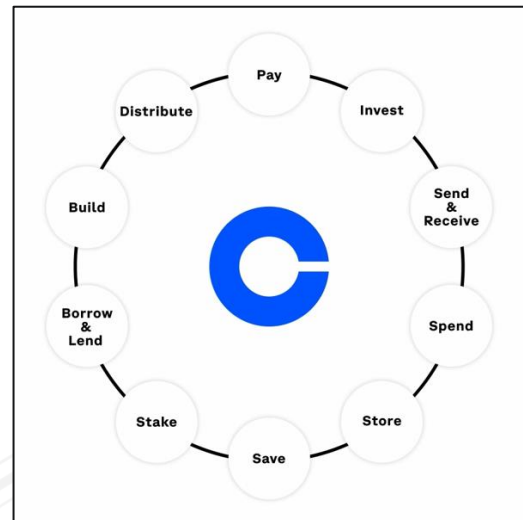 Pay
Invest
Send
&
Receive
Spend
Store
Save
Stake
Borrow
&
Lend
Build
Distribute